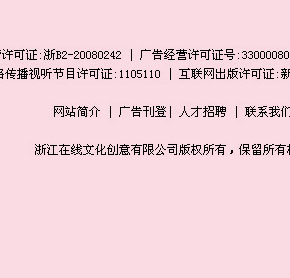 许可证:浙B2-20080242 | 广告经营许可证号:33000080
络传播视听节目许可证:1105110 | 互联网出版许可证:新
网站简介 | 广告刊登| 人才招聘 | 联系我们
浙江在线文化创意有限公司版权所有，保留所有权